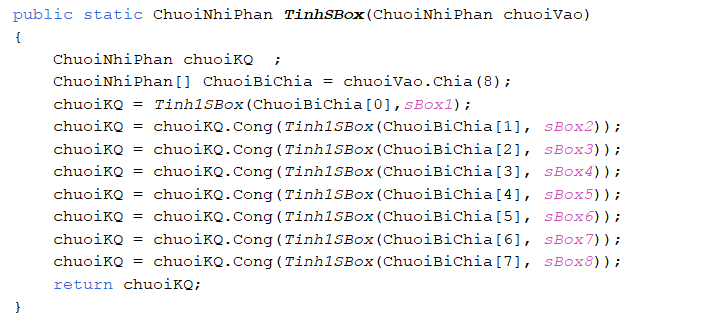 public static ChuoiNhiPhan TinhSBox(ChuoiNhiPhan chuoiVao)
{
    ChuoiNhiPhan chuoiKQ  ;
    ChuoiNhiPhan[] ChuoiBiChia = chuoiVao.Chia(8);
    chuoiKQ = Tinh1SBox(ChuoiBiChia[0],sBox1);
    chuoiKQ = chuoiKQ.Cong(Tinh1SBox(ChuoiBiChia[1], sBox2));
    chuoiKQ = chuoiKQ.Cong(Tinh1SBox(ChuoiBiChia[2], sBox3));
    chuoiKQ = chuoiKQ.Cong(Tinh1SBox(ChuoiBiChia[3], sBox4));
    chuoiKQ = chuoiKQ.Cong(Tinh1SBox(ChuoiBiChia[4], sBox5));
    chuoiKQ = chuoiKQ.Cong(Tinh1SBox(ChuoiBiChia[5], sBox6));
    chuoiKQ = chuoiKQ.Cong(Tinh1SBox(ChuoiBiChia[6], sBox7));
    chuoiKQ = chuoiKQ.Cong(Tinh1SBox(ChuoiBiChia[7], sBox8));
    return chuoiKQ;
}